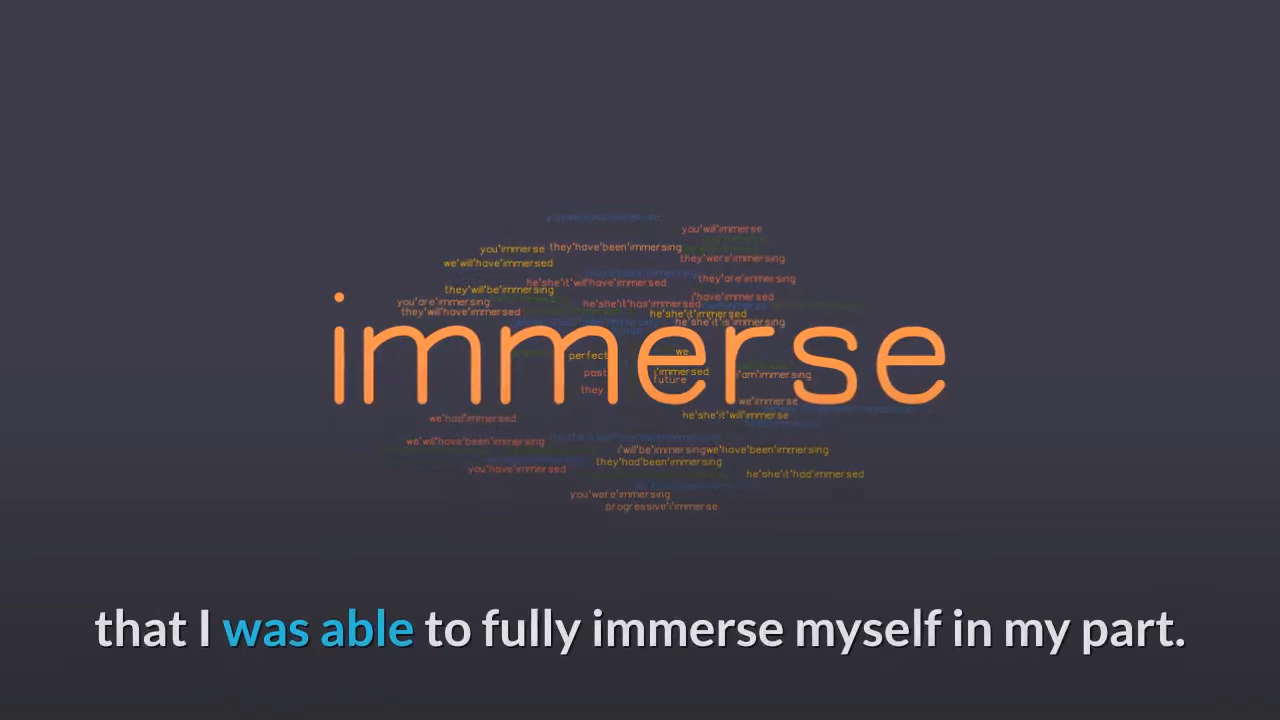 you'will'immerse
you'immerse they'have'been'immersing
they'were'immersing
we'will'have'immersed
they'are'immersing
he'she'it'will'have'immersed
they'will'be'immersing
i'have'immersed
you'are'immersing
he'she'it'has'immersed
they'will'have'immersed
he'she'it'immersed
he'she'it'is'immersing
immerse
we
perfect
past
i'immersed
future
i'am'immersing
they
we'immerse
he'she'it'will'immerse
we'had'immersed
we'will'have'been'immersing
i'will'be'immersingwe'have'been'immersing
they'had'been'immersing
you'have'immersed
he'she'it'had'immersed
you'were'immersing
progressive'i'immerse
that I was able to fully immerse myself in my part.